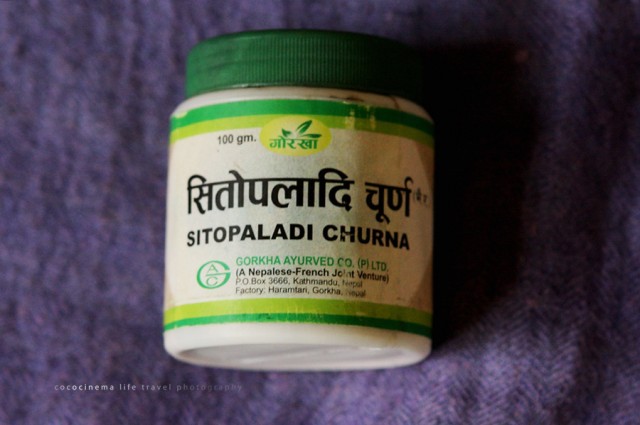 100 gm.
गोरखा
सितोपलादि चूर्ण
SITOPALADI CHURNA
GORKHA AYURVED CO. (P) LTD.
(A Nepalese-French Joint Venture)
P.O.Box 3666, Kathmandu, Nepal
Factory: Haramtari, Gorkha, Nepal
cococinema life travel photography